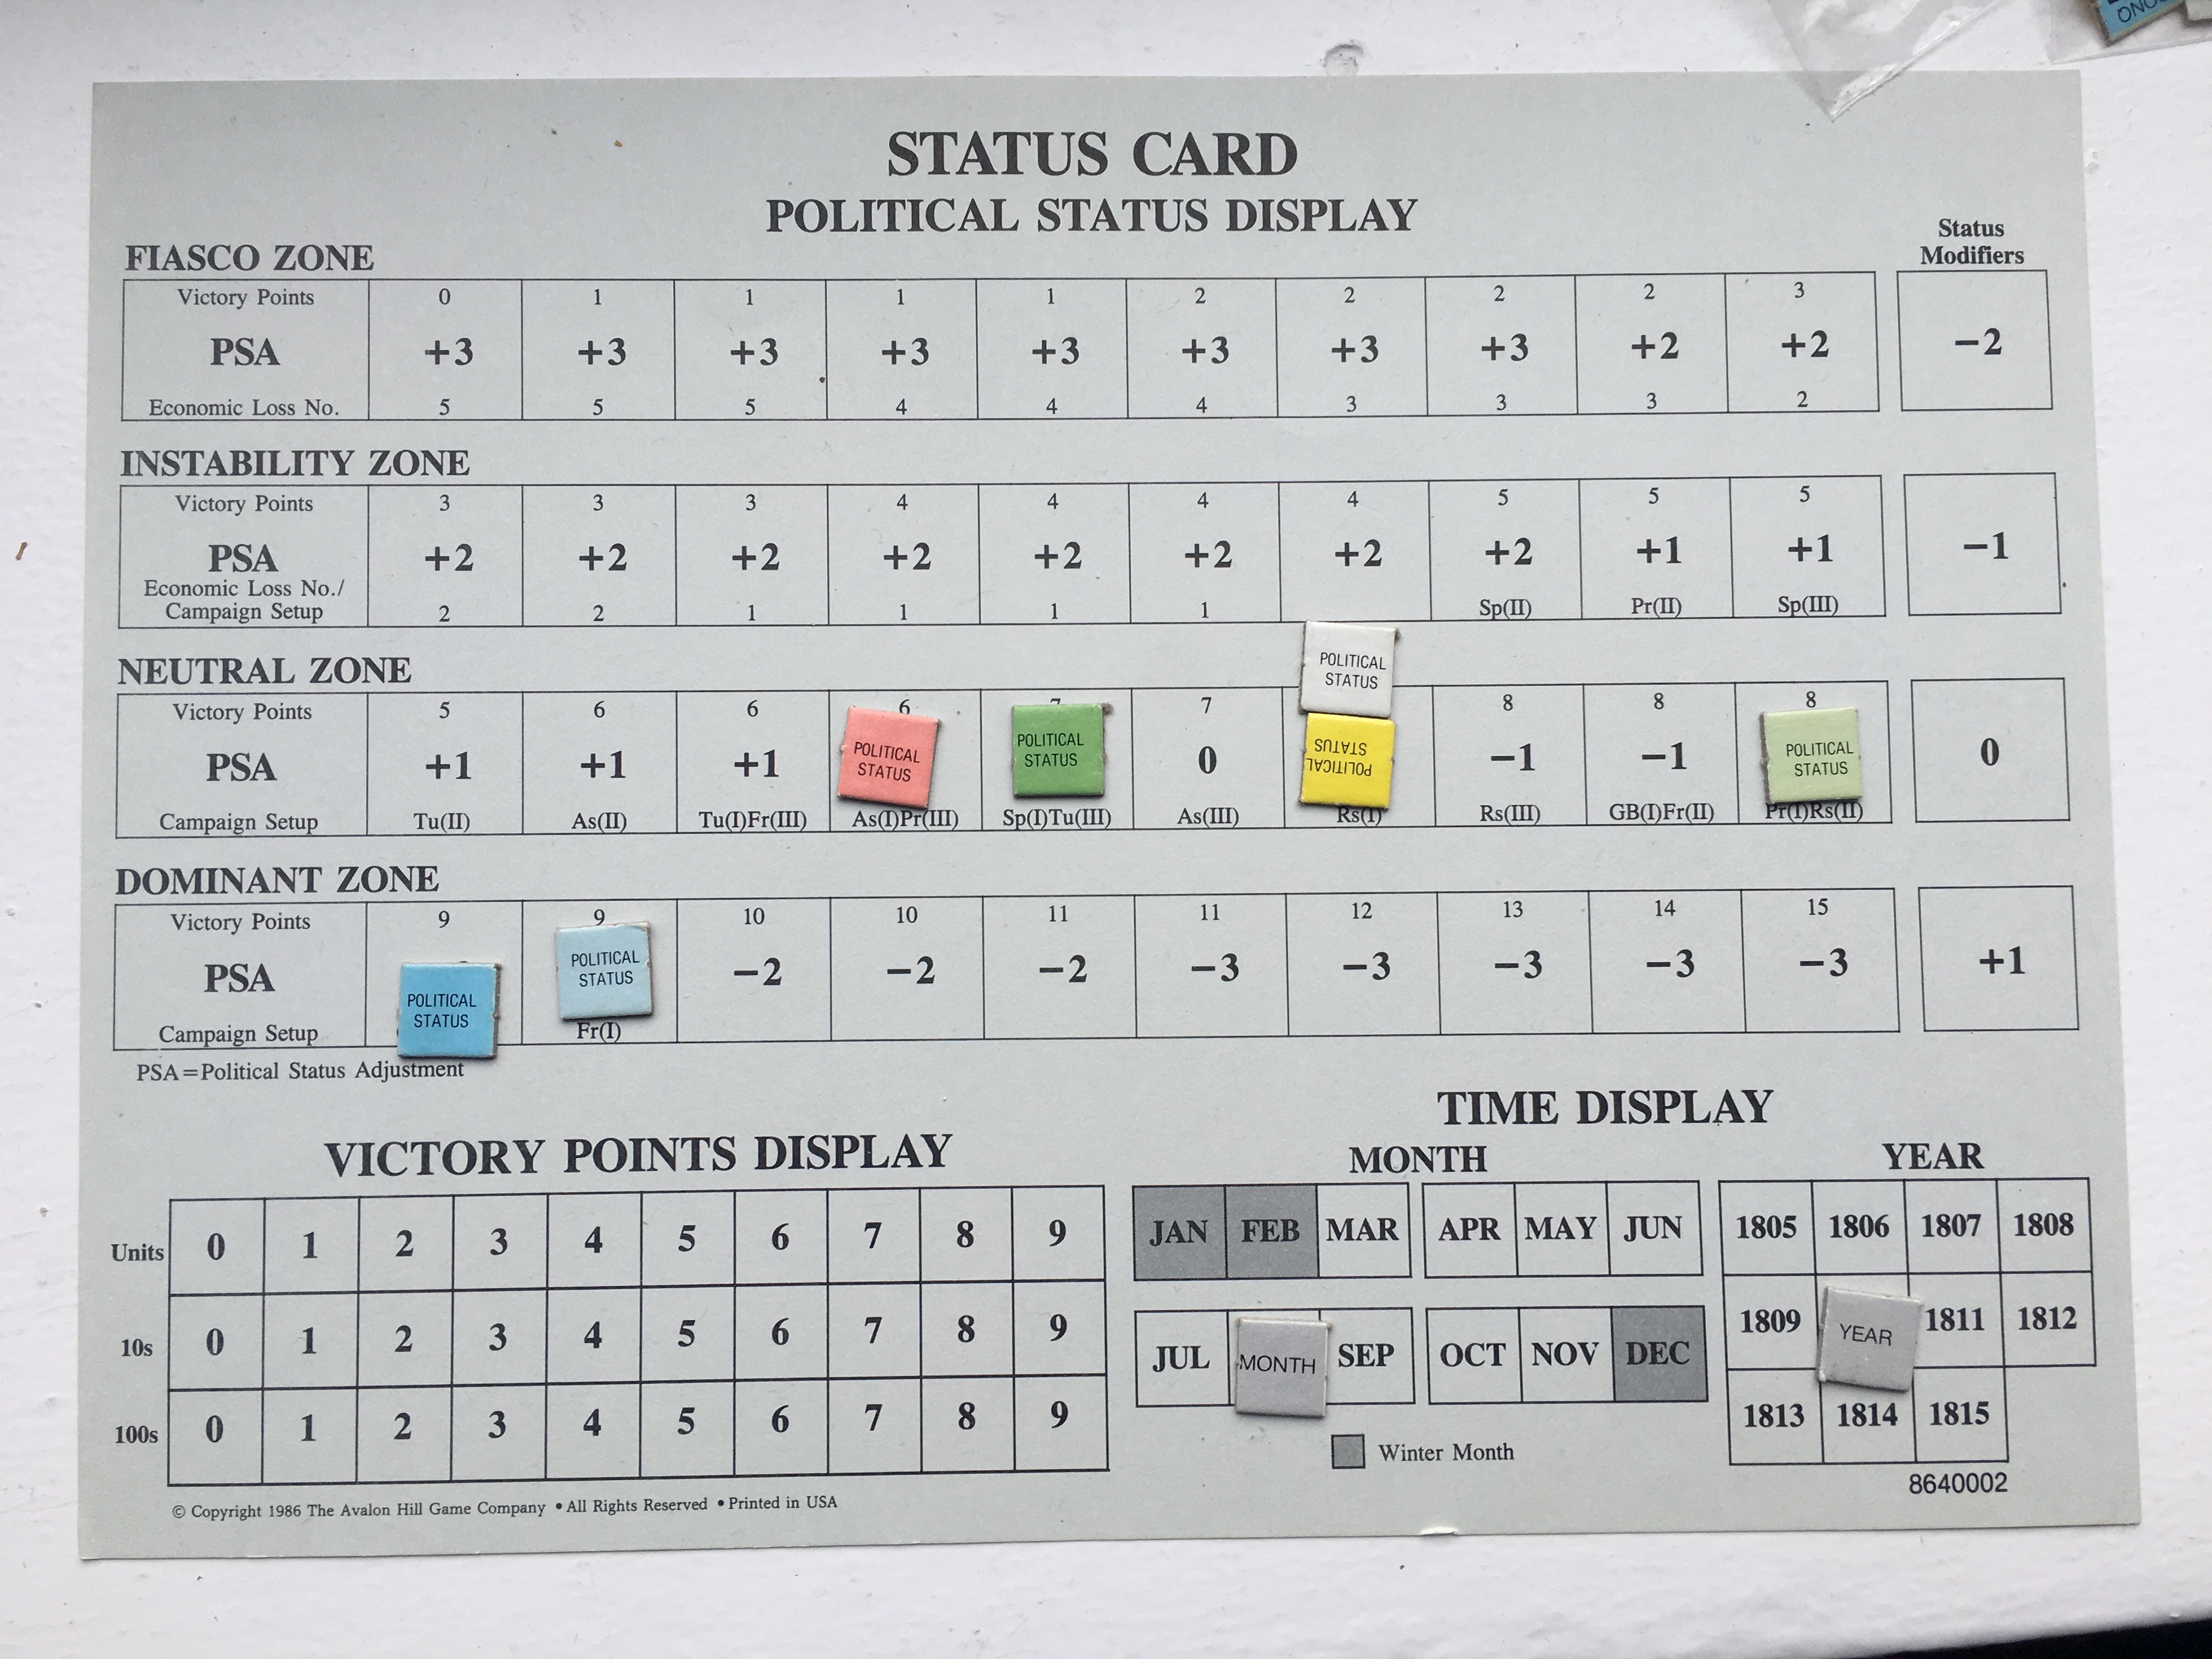 STATUS CARD
POLITICAL STATUS DISPLAY
Status
Modifiers
FIASCO ZONE
Victory Points 0 1 1 1 1 2 2 2 2 3
PSA +3 +3 +3 +3 +3 +3 +3 +3 +2 +2 −2
Economic Loss No. 5 5 5 4 4 4 3 3 3 2
INSTABILITY ZONE
Victory Points 3 3 3 4 4 4 4 5 5 5
PSA +2 +2 +2 +2 +2 +2 +2 +2 +1 +1 −1
Economic Loss No./
Campaign Setup 2 2 1 1 1 1 Sp(II) Pr(II) Sp(III)
POLITICAL
STATUS
NEUTRAL ZONE
Victory Points 5 6 6 6 7 8 8 8
PSA +1 +1 +1 0 −1 −1 0
POLITICAL
STATUS
POLITICAL
STATUS
POLITICAL
STATUS
POLITICAL
STATUS
Campaign Setup Tu(II) As(II) Tu(I)Fr(III) As(I)Pr(III) Sp(I)Tu(III) As(III) Rs(I) Rs(III) GB(I)Fr(II) Pr(I)Rs(II)
DOMINANT ZONE
Victory Points 9 9 10 10 11 11 12 13 14 15
PSA −2 −2 −2 −3 −3 −3 −3 −3 +1
POLITICAL
STATUS
POLITICAL
STATUS
Campaign Setup Fr(I)
PSA=Political Status Adjustment
VICTORY POINTS DISPLAY
Units 0 1 2 3 4 5 6 7 8 9
10s 0 1 2 3 4 5 6 7 8 9
100s 0 1 2 3 4 5 6 7 8 9
TIME DISPLAY
MONTH
JAN FEB MAR APR MAY JUN
JUL MONTH SEP OCT NOV DEC
Winter Month
YEAR
1805 1806 1807 1808
1809 YEAR 1811 1812
1813 1814 1815
8640002
© Copyright 1986 The Avalon Hill Game Company • All Rights Reserved • Printed in USA